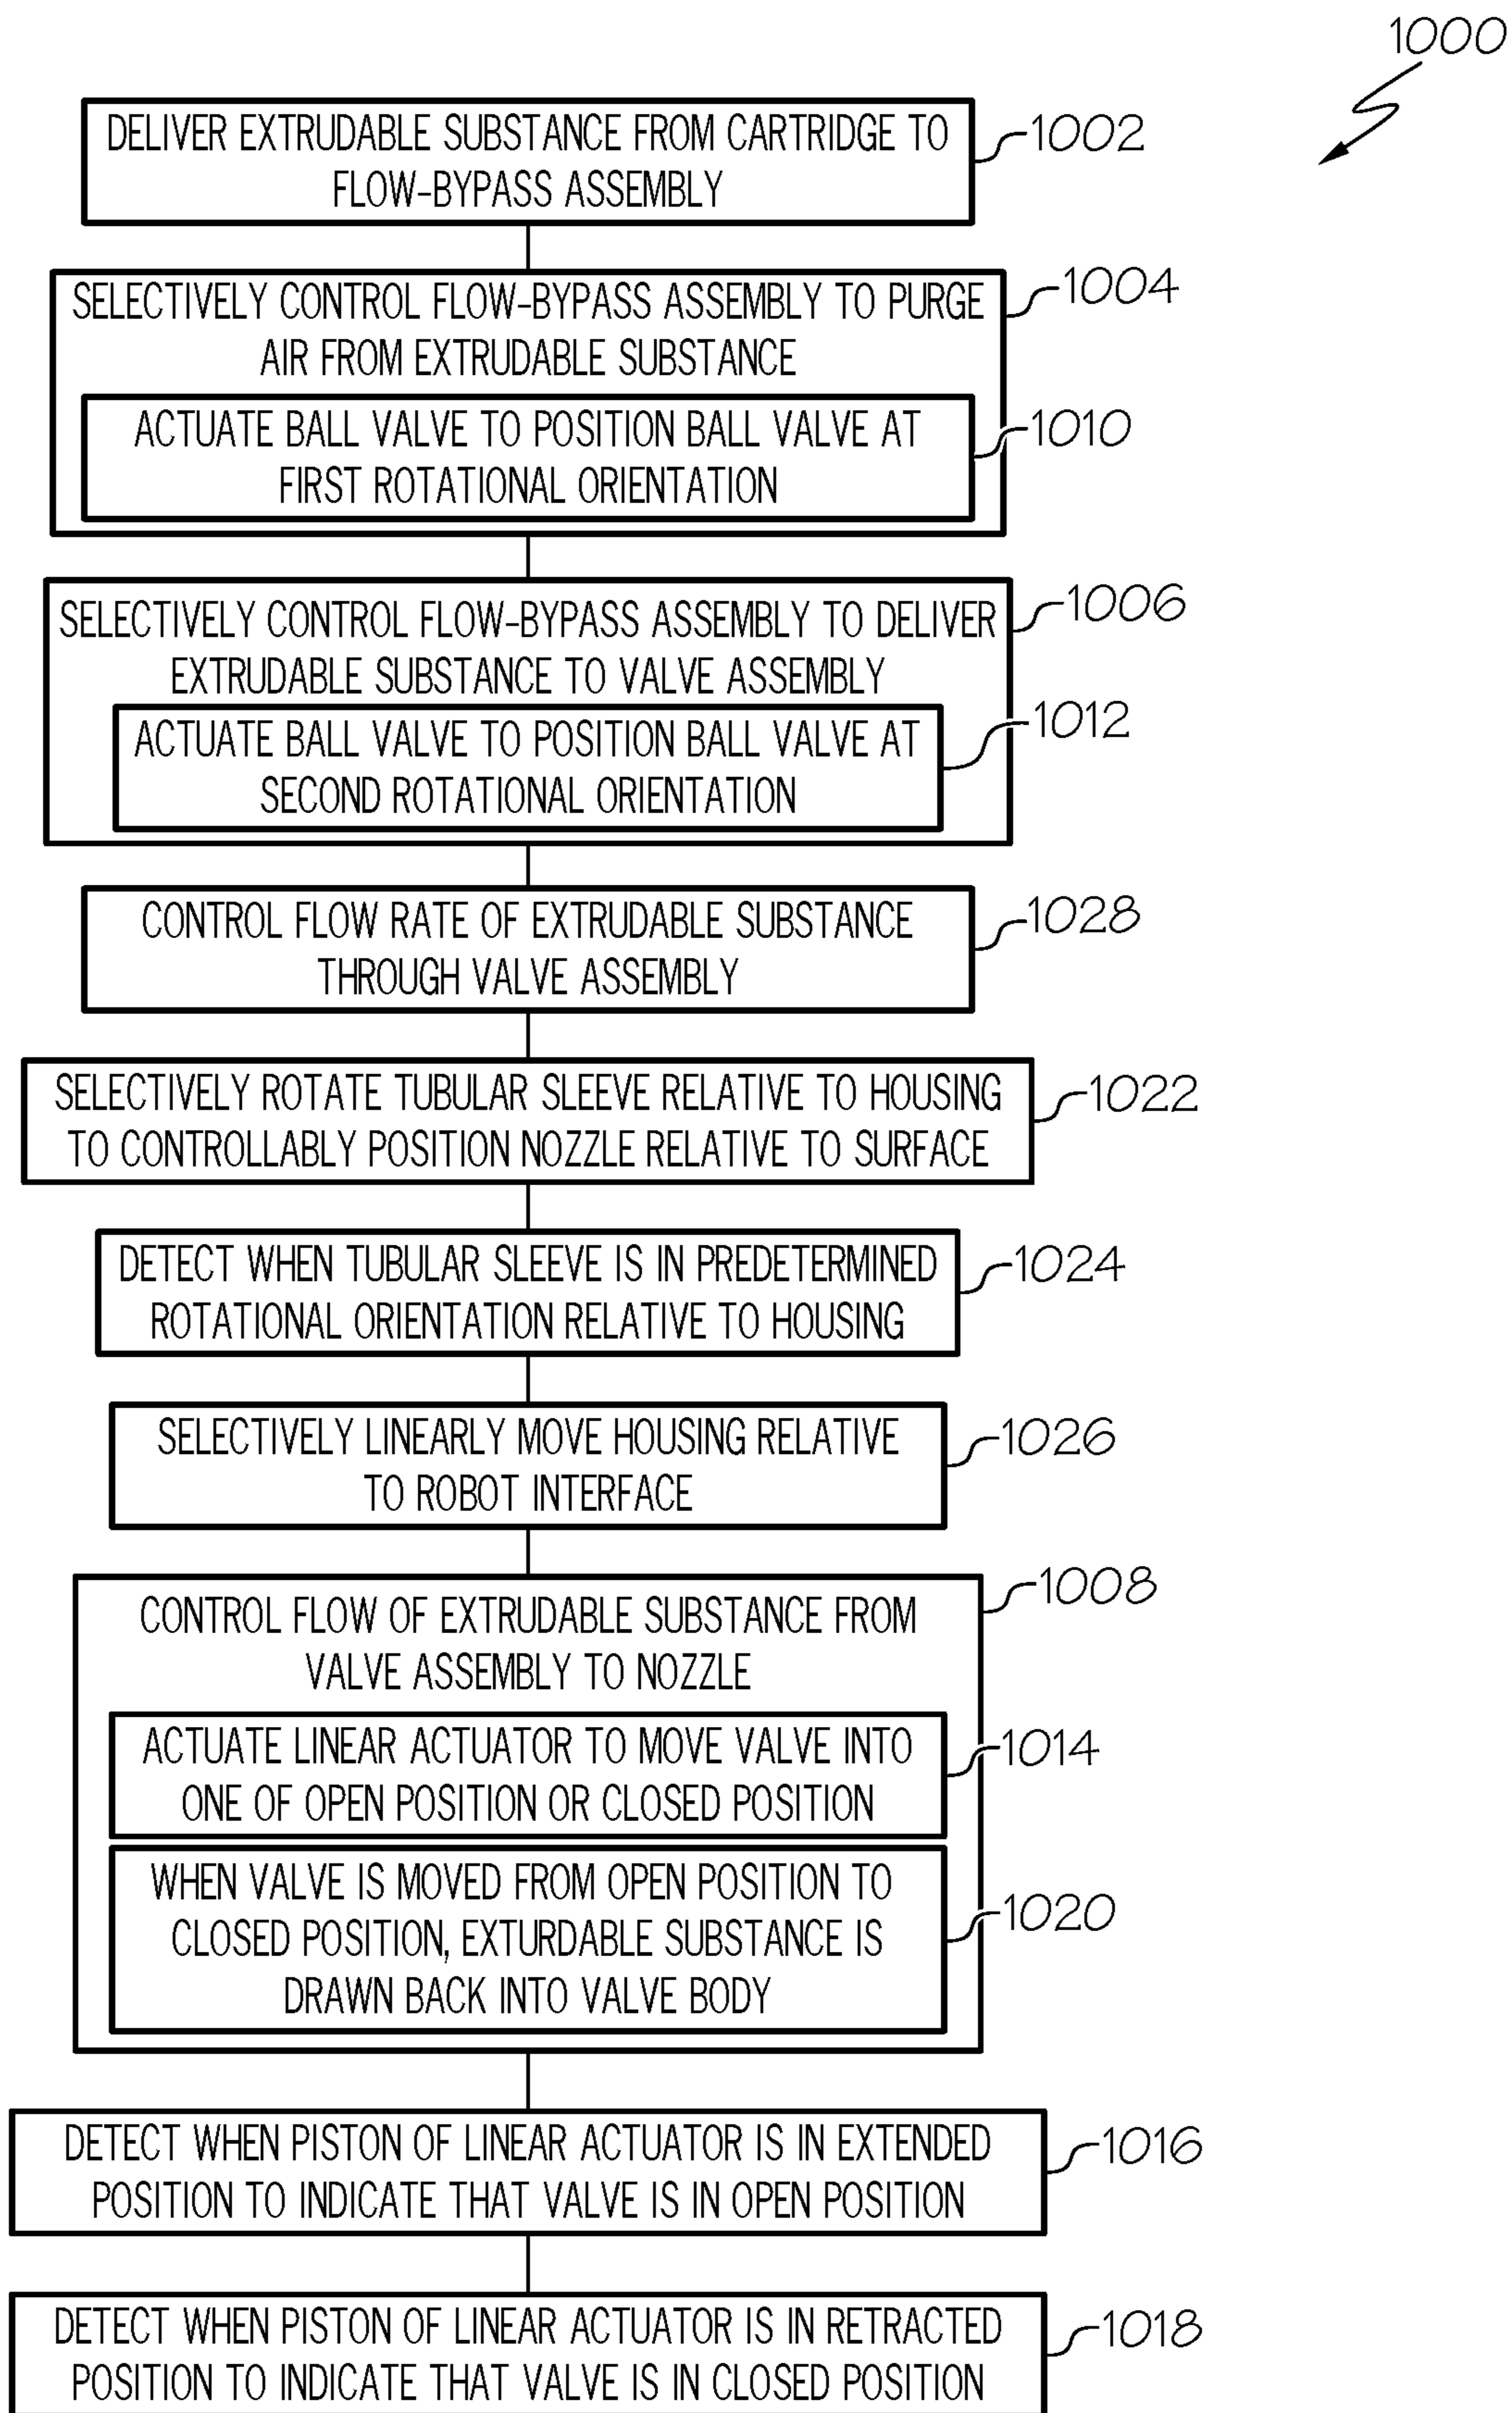 1000
DELIVER EXTRUDABLE SUBSTANCE FROM CARTRIDGE TO
FLOW-BYPASS ASSEMBLY
1002
SELECTIVELY CONTROL FLOW-BYPASS ASSEMBLY TO PURGE
AIR FROM EXTRUDABLE SUBSTANCE
1004
ACTUATE BALL VALVE TO POSITION BALL VALVE AT
FIRST ROTATIONAL ORIENTATION
1010
SELECTIVELY CONTROL FLOW-BYPASS ASSEMBLY TO DELIVER
EXTRUDABLE SUBSTANCE TO VALVE ASSEMBLY
1006
ACTUATE BALL VALVE TO POSITION BALL VALVE AT
SECOND ROTATIONAL ORIENTATION
1012
CONTROL FLOW RATE OF EXTRUDABLE SUBSTANCE
THROUGH VALVE ASSEMBLY
1028
SELECTIVELY ROTATE TUBULAR SLEEVE RELATIVE TO HOUSING
TO CONTROLLABLY POSITION NOZZLE RELATIVE TO SURFACE
1022
DETECT WHEN TUBULAR SLEEVE IS IN PREDETERMINED
ROTATIONAL ORIENTATION RELATIVE TO HOUSING
1024
SELECTIVELY LINEARLY MOVE HOUSING RELATIVE
TO ROBOT INTERFACE
1026
CONTROL FLOW OF EXTRUDABLE SUBSTANCE FROM
VALVE ASSEMBLY TO NOZZLE
1008
ACTUATE LINEAR ACTUATOR TO MOVE VALVE INTO
ONE OF OPEN POSITION OR CLOSED POSITION
1014
WHEN VALVE IS MOVED FROM OPEN POSITION TO
CLOSED POSITION, EXTURDABLE SUBSTANCE IS
DRAWN BACK INTO VALVE BODY
1020
DETECT WHEN PISTON OF LINEAR ACTUATOR IS IN EXTENDED
POSITION TO INDICATE THAT VALVE IS IN OPEN POSITION
1016
DETECT WHEN PISTON OF LINEAR ACTUATOR IS IN RETRACTED
POSITION TO INDICATE THAT VALVE IS IN CLOSED POSITION
1018